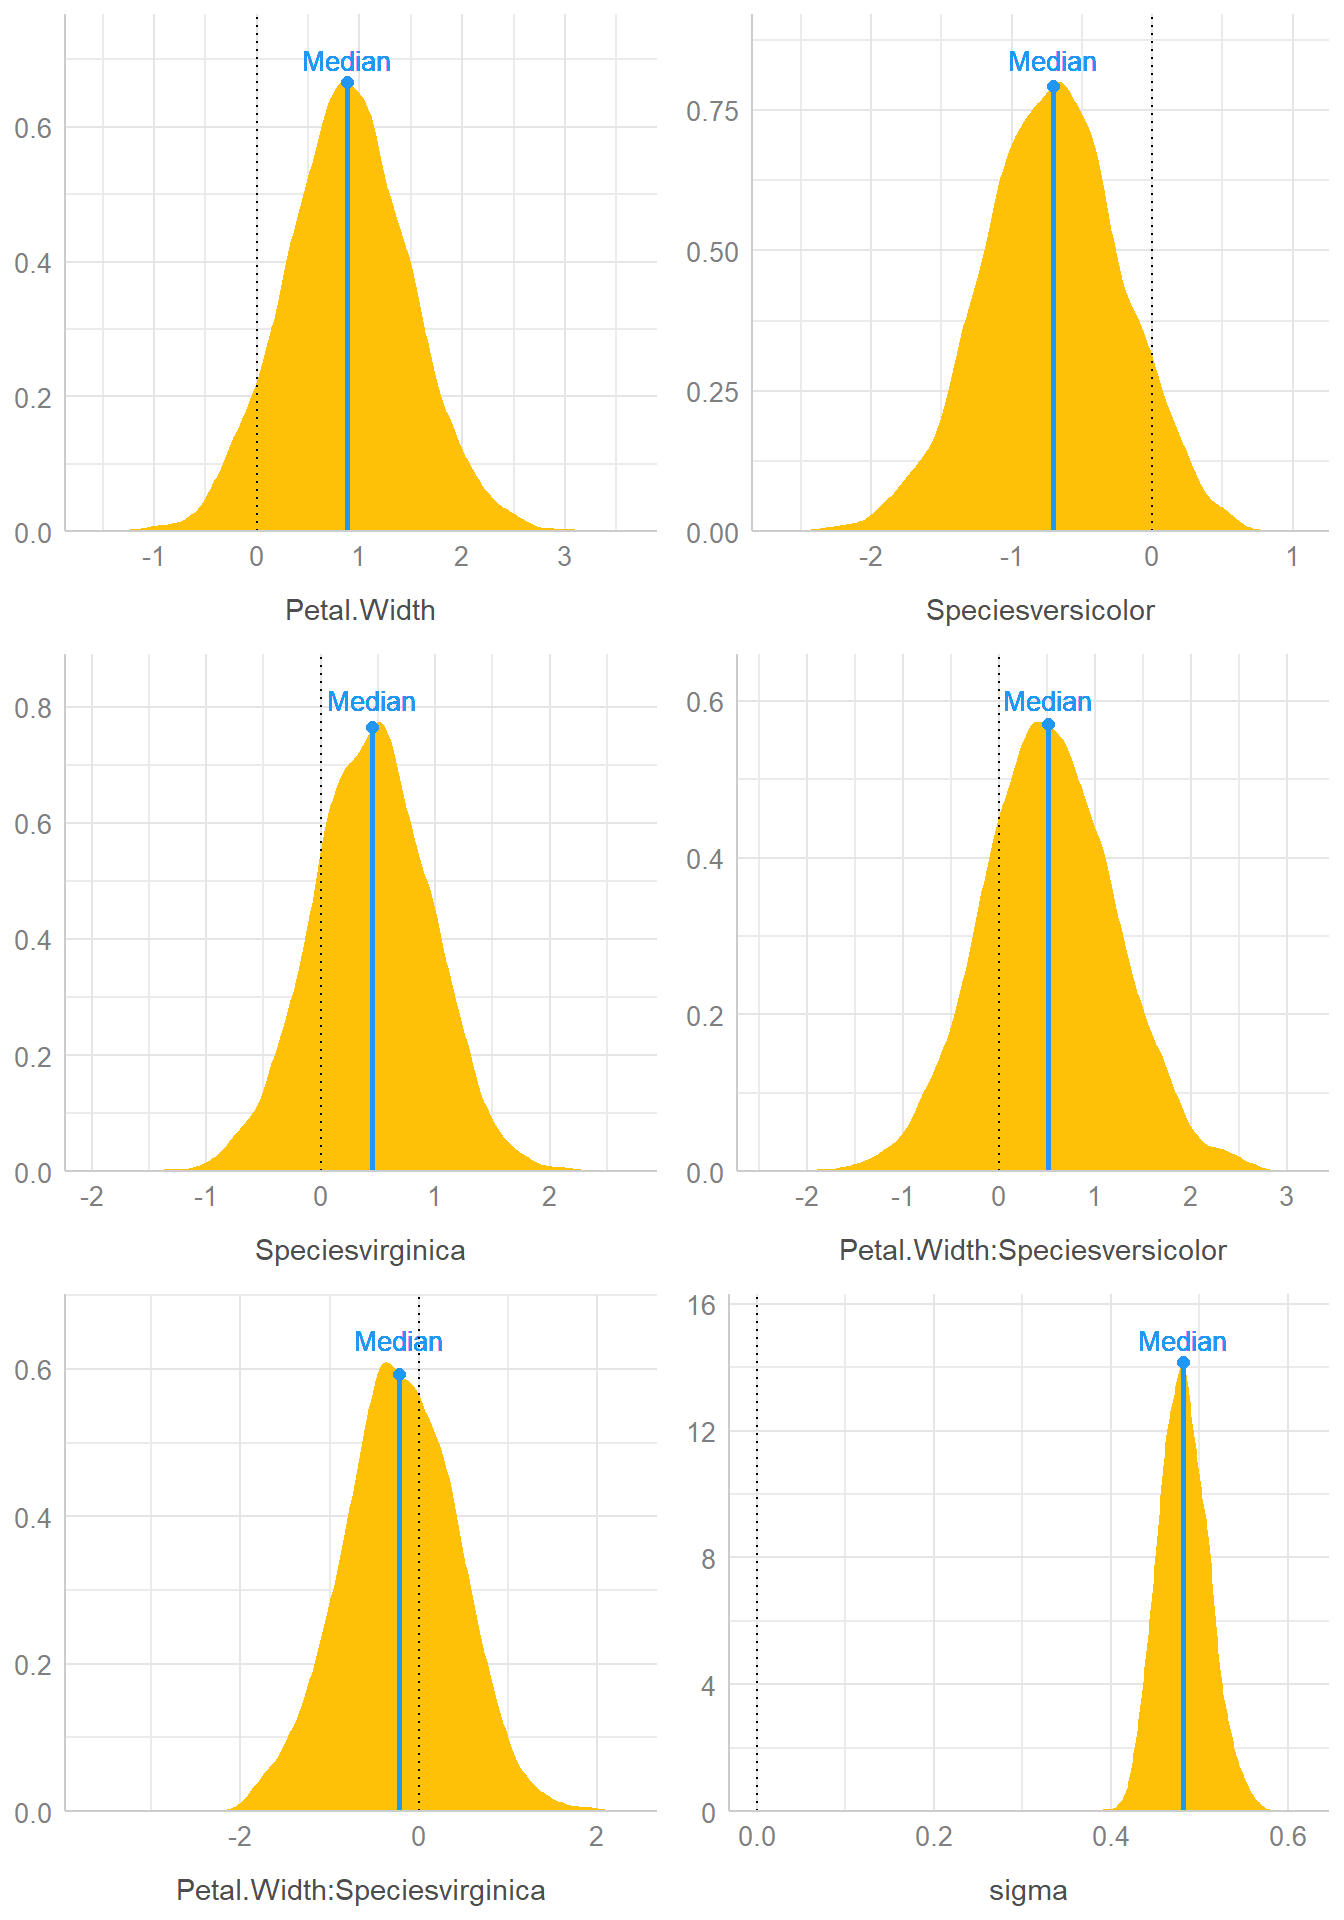 Median
0.6
0.4
0.2
0.0
-1 0 1 2 3
Petal.Width
Median
0.75
0.50
0.25
0.00
-2 -1 0 1
Speciesversicolor
Median
0.8
0.6
0.4
0.2
0.0
-2 -1 0 1 2
Speciesvirginica
Median
0.6
0.4
0.2
0.0
-2 -1 0 1 2 3
Petal.Width:Speciesversicolor
Median
0.6
0.4
0.2
0.0
-2 0 2
Petal.Width:Speciesvirginica
16
Median
12
8
4
0
0.0 0.2 0.4 0.6
sigma